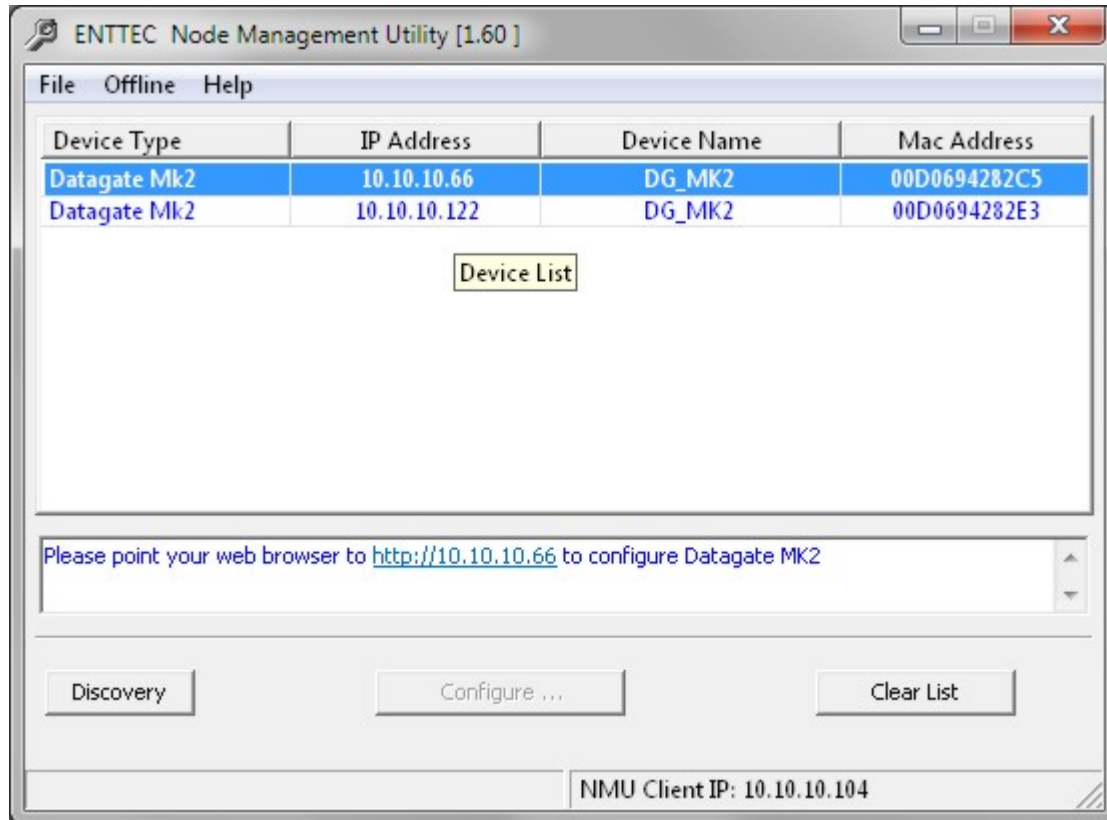 ENTTEC Node Management Utility [1.60 ]
File Offline Help
Device Type IP Address Device Name Mac Address
Datagate Mk2 10.10.10.66 DG_MK2 00D0694282C5
Datagate Mk2 10.10.10.122 DG_MK2 00D0694282E3
Device List
Please point your web browser to http://10.10.10.66 to configure Datagate MK2
Discovery Configure ... Clear List
NMU Client IP: 10.10.10.104